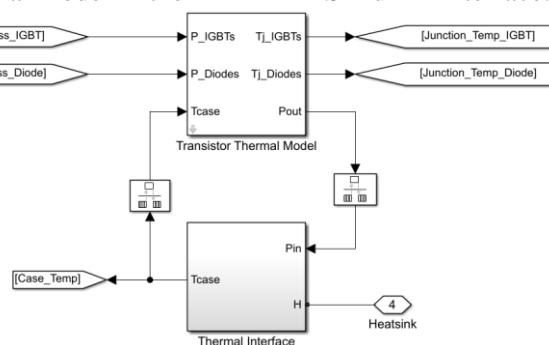 ss_IGBT]
P_IGBTs
Tj_IGBTs
[Junction_Temp_IGBT]
ss_Diode]
P_Diodes
Tj_Diodes
[Junction_Temp_Diode]
Tcase
Pout
Transistor Thermal Model
Pin
[Case_Temp]
Tcase
H
4
Heatsink
Thermal Interface